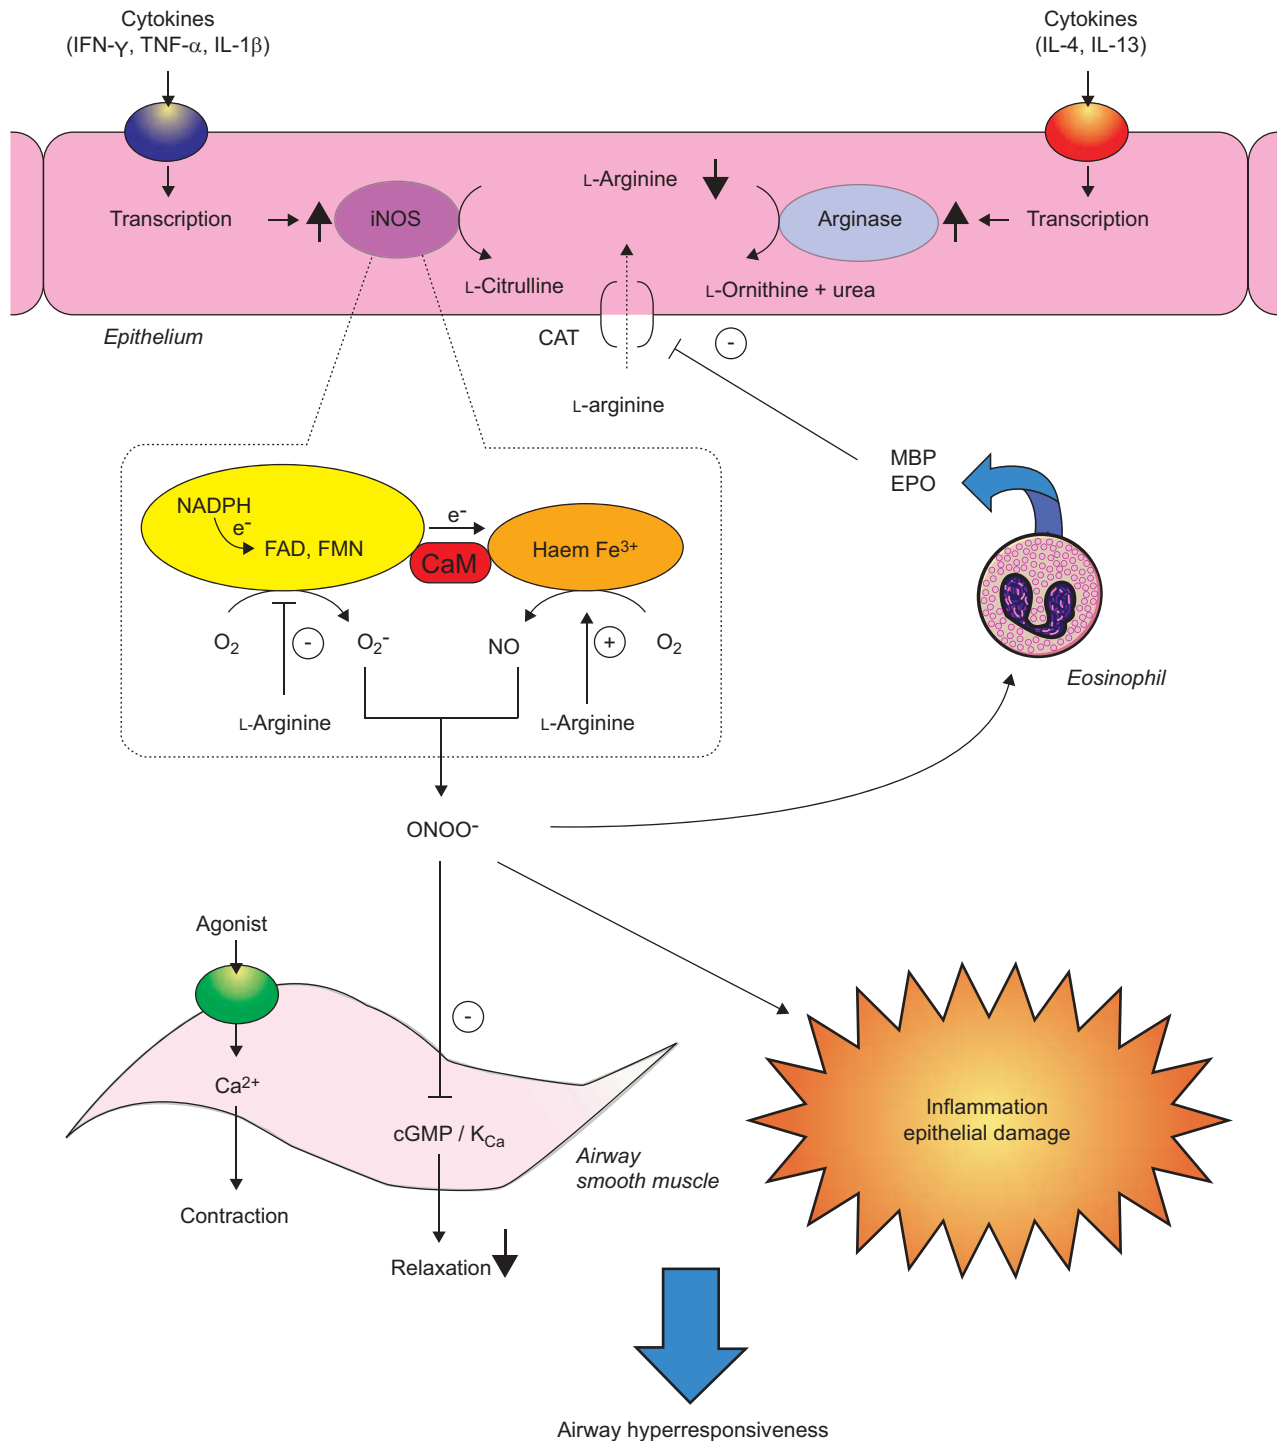 Cytokines
(IFN-γ, TNF-α, IL-1β)
Cytokines
(IL-4, IL-13)
Transcription
iNOS
L-Arginine
Arginase
Transcription
L-Citrulline
L-Ornithine + urea
Epithelium
CAT
-
L-arginine
MBP
EPO
NADPH
e-
FAD, FMN
e-
CaM
Haem Fe3+
O2
-
O2-
NO
+
O2
L-Arginine
L-Arginine
Eosinophil
ONOO-
Agonist
-
Ca2+
cGMP / KCa
Airway
smooth muscle
Contraction
Relaxation
Inflammation
epithelial damage
Airway hyperresponsiveness